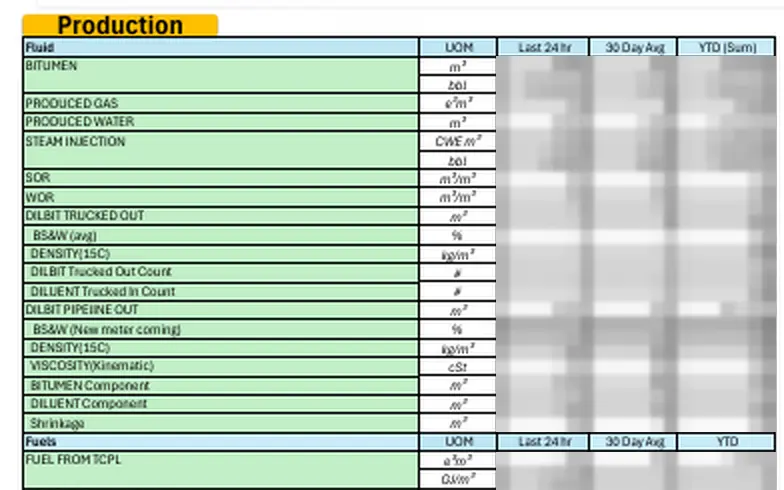 Production
Fluid UOM Last 24 hr 30 Day Avg YTD (Sum)
BITUMEN m³
bbl
PRODUCED GAS e³m³
PRODUCED WATER m³
STEAM INJECTION CWE m³
bbl
SOR m³/m³
WOR m³/m³
DILBIT TRUCKED OUT m³
BS&W (avg) %
DENSITY(15C) kg/m³
DILBIT Trucked Out Count #
DILUENT Trucked In Count #
DILBIT PIPEline OUT m³
BS&W (New meter coming) %
DENSITY(15C) kg/m³
VISCOSITY(Kinematic) cSt
BITUMEN Component m³
DILUENT Component m³
Shrinkage m³
Fuels UOM Last 24 hr 30 Day Avg YTD
FUEL FROM TCPL e³m³
GJ/m³